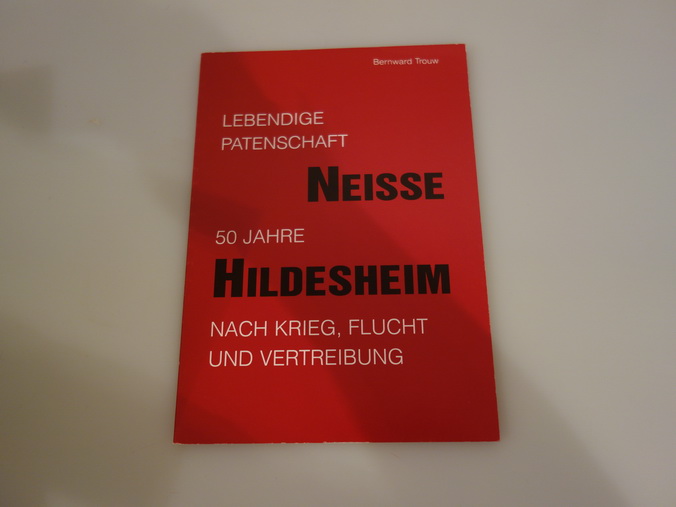 Bernward Trouw
LEBENDIGE
PATENSCHAFT
NEISSE
50 JAHRE
HILDESHEIM
NACH KRIEG, FLUCHT
UND VERTREIBUNG